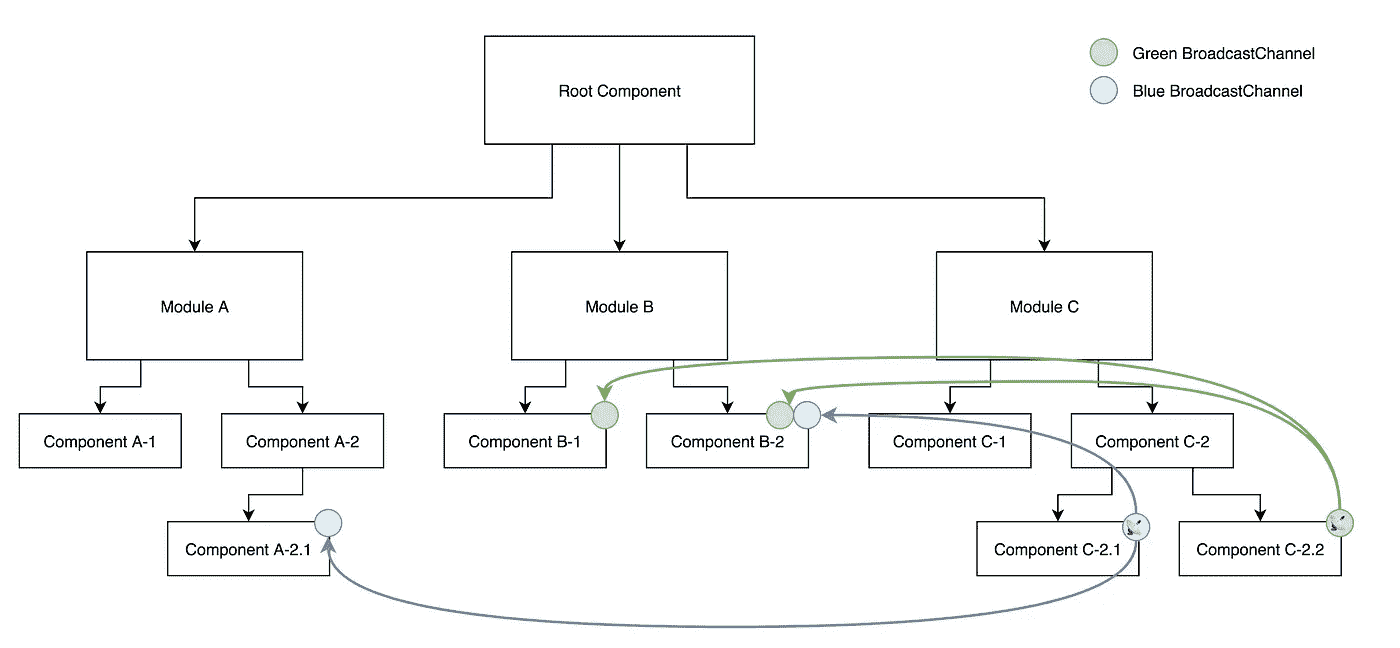 Root Component
Green BroadcastChannel
Blue BroadcastChannel
Module A
Module B
Module C
Component A-1
Component A-2
Component B-1
Component B-2
Component C-1
Component C-2
Component A-2.1
Component C-2.1
Component C-2.2